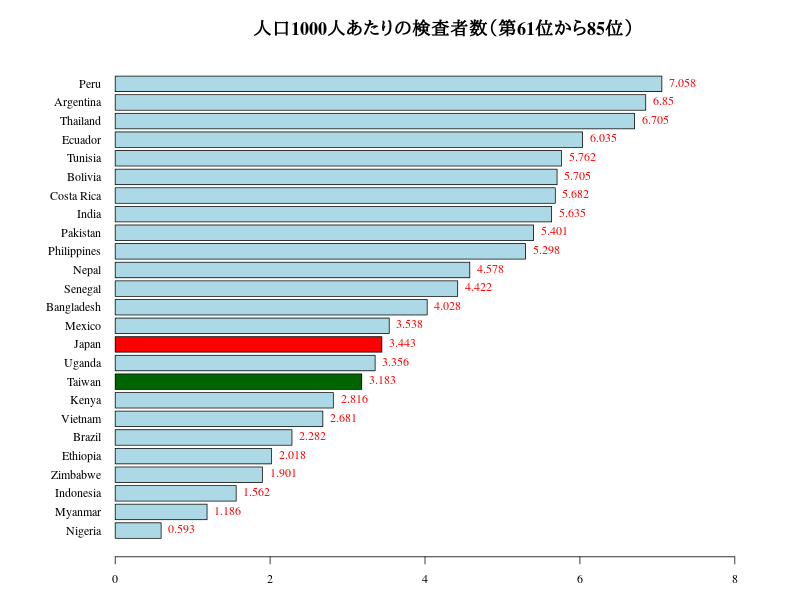 人口1000人あたりの検査者数（第61位から85位）
Peru 7.058
Argentina 6.85
Thailand 6.705
Ecuador 6.035
Tunisia 5.762
Bolivia 5.705
Costa Rica 5.682
India 5.635
Pakistan 5.401
Philippines 5.298
Nepal 4.578
Senegal 4.422
Bangladesh 4.028
Mexico 3.538
Japan 3.443
Uganda 3.356
Taiwan 3.183
Kenya 2.816
Vietnam 2.681
Brazil 2.282
Ethiopia 2.018
Zimbabwe 1.901
Indonesia 1.562
Myanmar 1.186
Nigeria 0.593
0 2 4 6 8